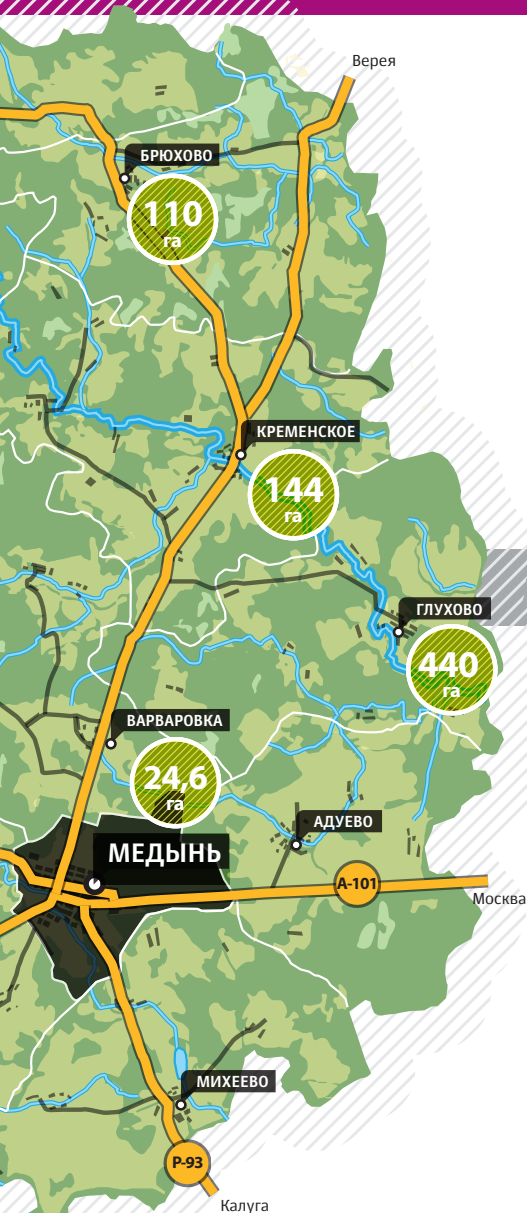 Верея
БРЮХОВО
110
га
КРЕМЕНСКОЕ
144
га
ГЛУХОВО
440
га
ВАРВАРОВКА
24,6
га
АДУЕВО
МЕДЫНЬ
А-101
Москва
МИХЕЕВО
Р-93
Калуга